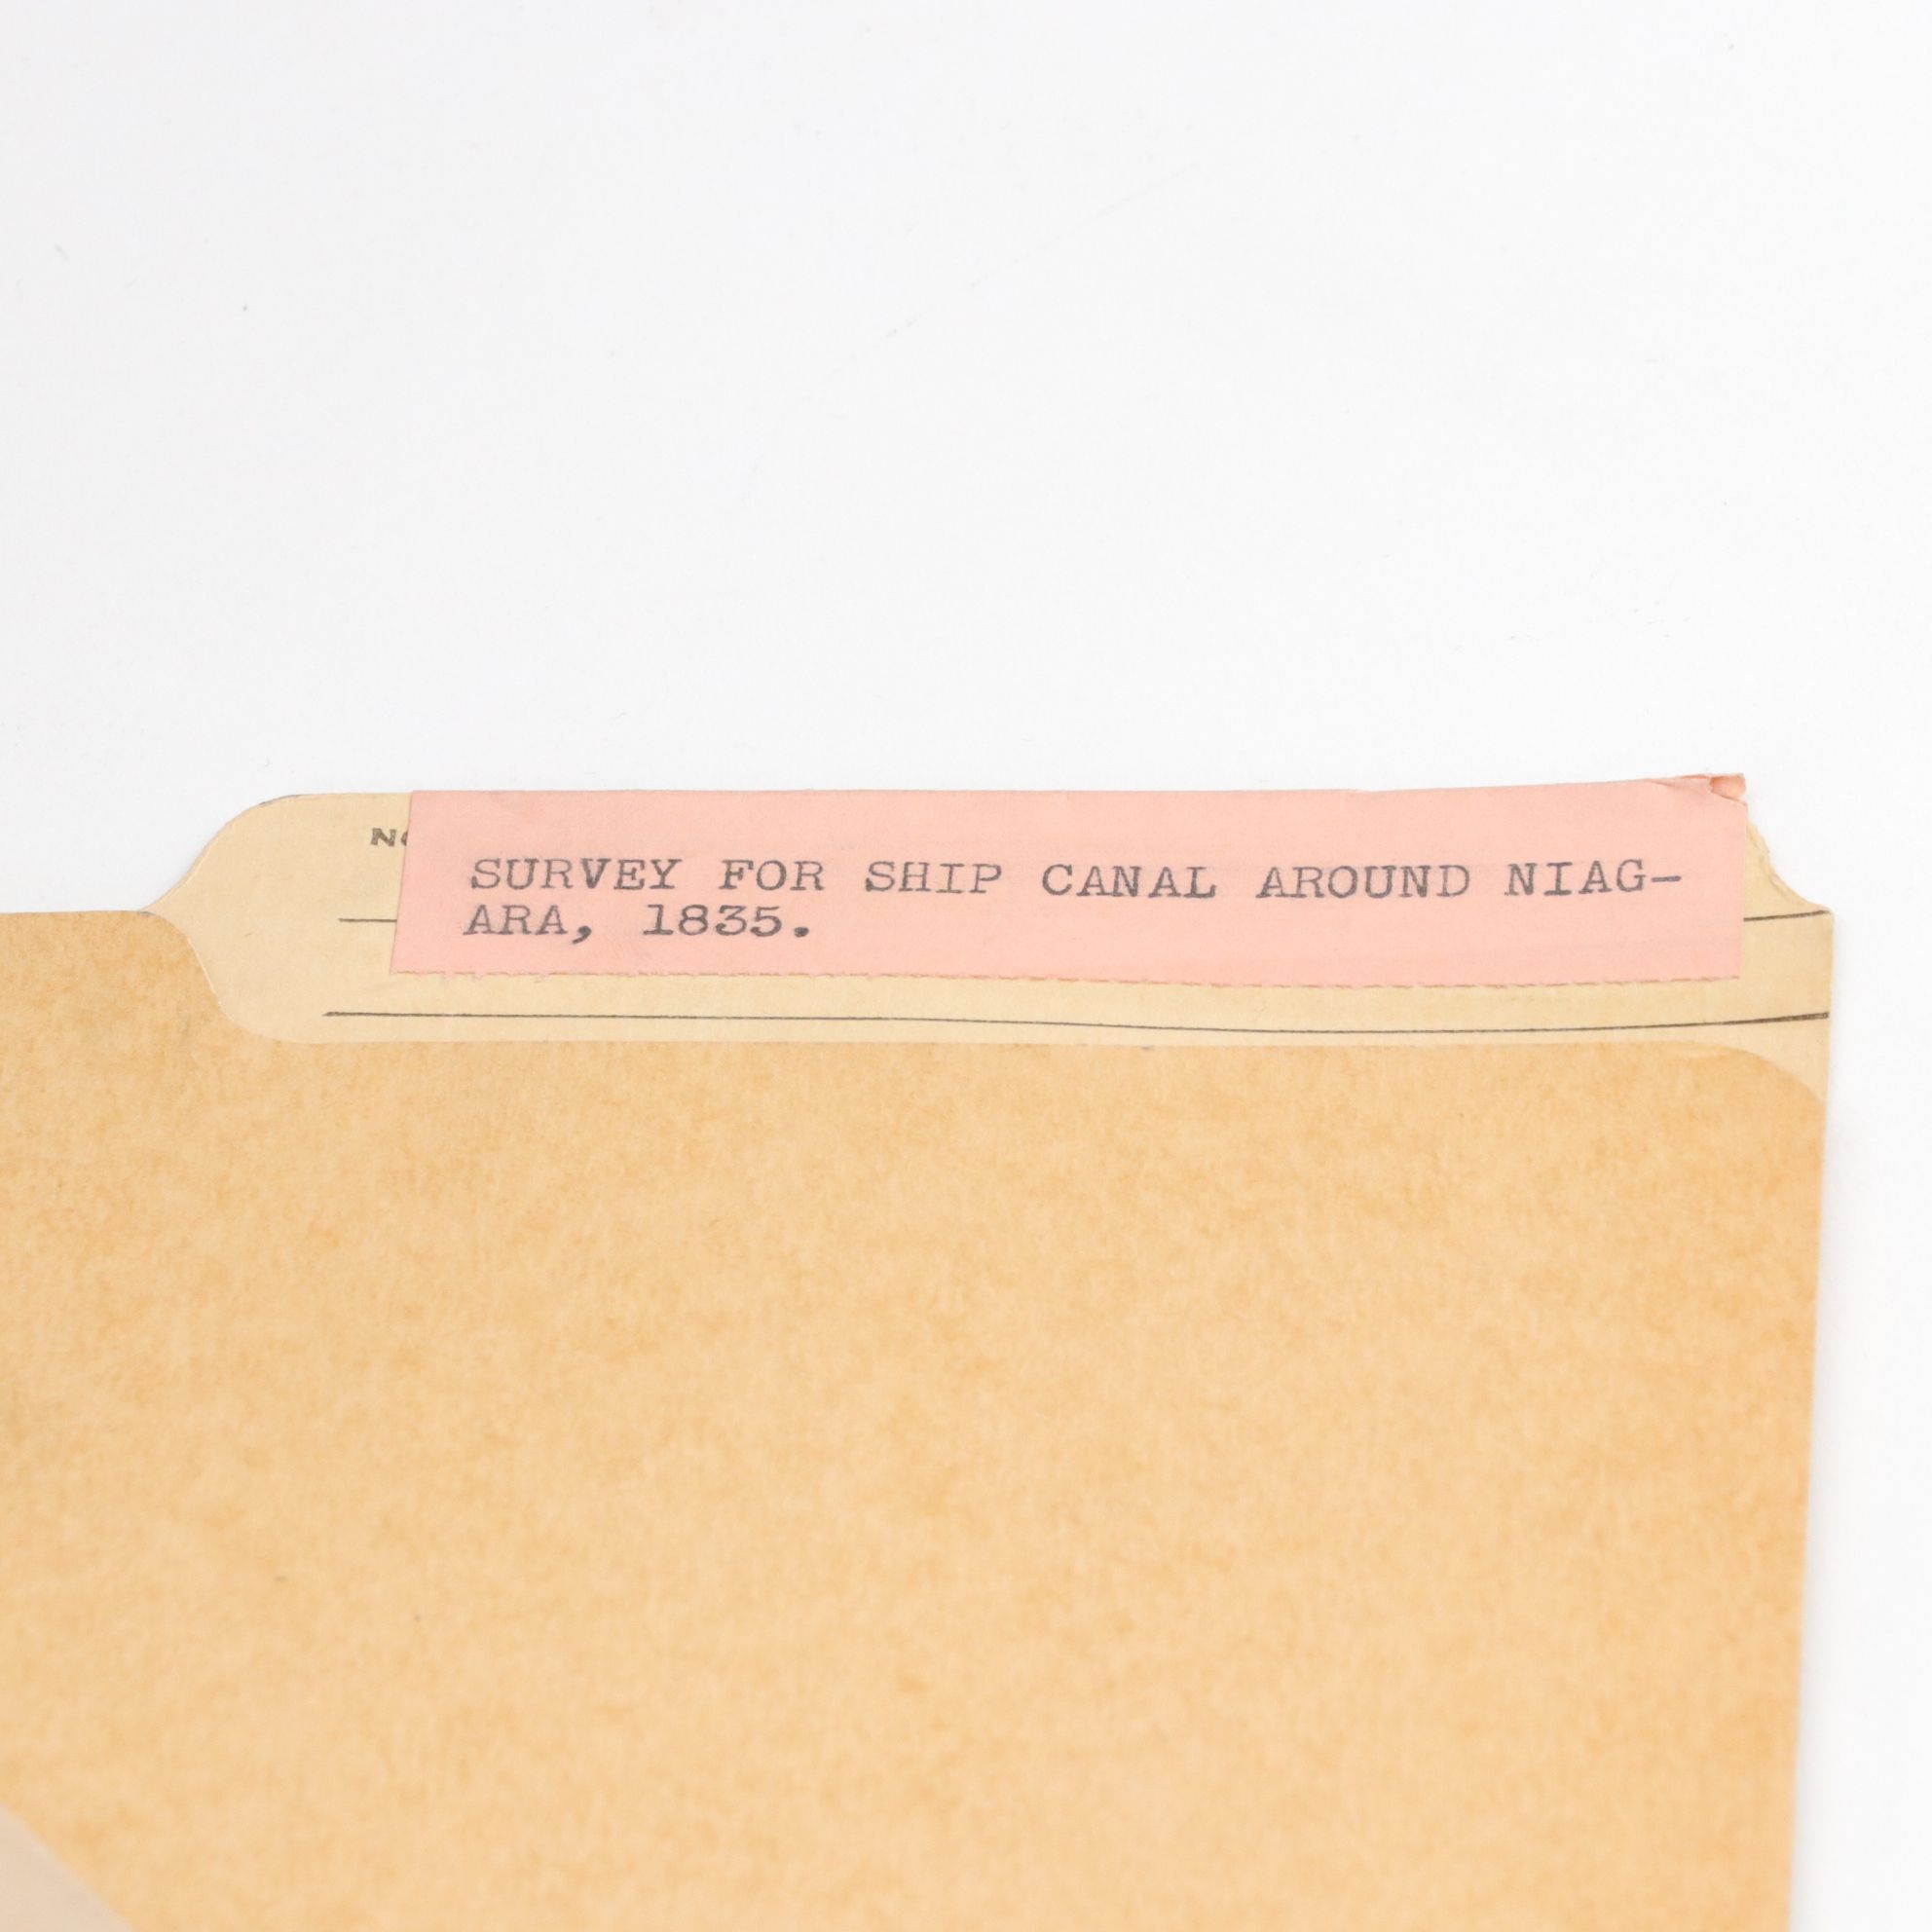 SURVEY FOR SHIP CANAL AROUND NIAG-
ARA, 1835.